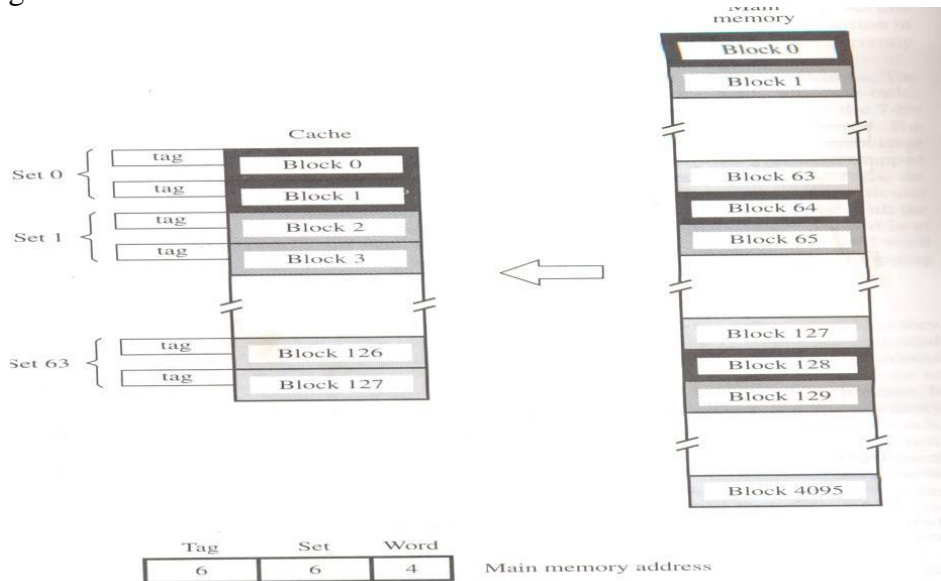 Main
memory
Block 0
Block 1
Block 63
Block 64
Block 65
Block 127
Block 128
Block 129
Block 4095
Cache
Set 0
tag
Block 0
tag
Block 1
Set 1
tag
Block 2
tag
Block 3
Set 63
tag
Block 126
tag
Block 127
Tag Set Word
6 6 4 Main memory address